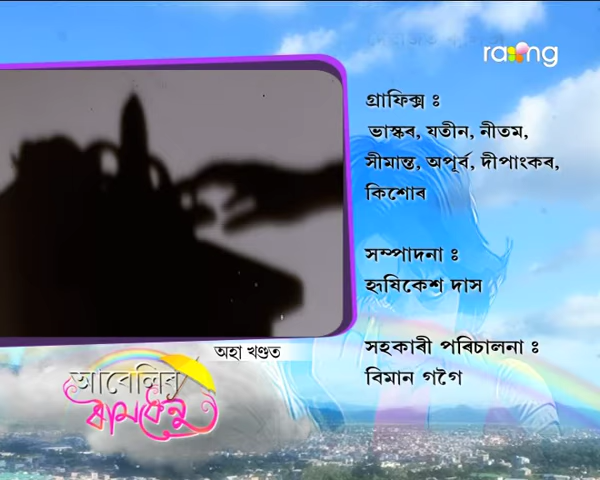 rang
গ্ৰাফিক্স ঃ
ভাস্কৰ, যতীন, নীতম,
সীমান্ত, অপূৰ্ব, দীপাংকৰ,
কিশোৰ
সম্পাদনা ঃ
হৃষিকেশ দাস
সহকাৰী পৰিচালনা ঃ
বিমান গগৈ
অহা খণ্ডত
আবেলিৰ
ৰামধেনু